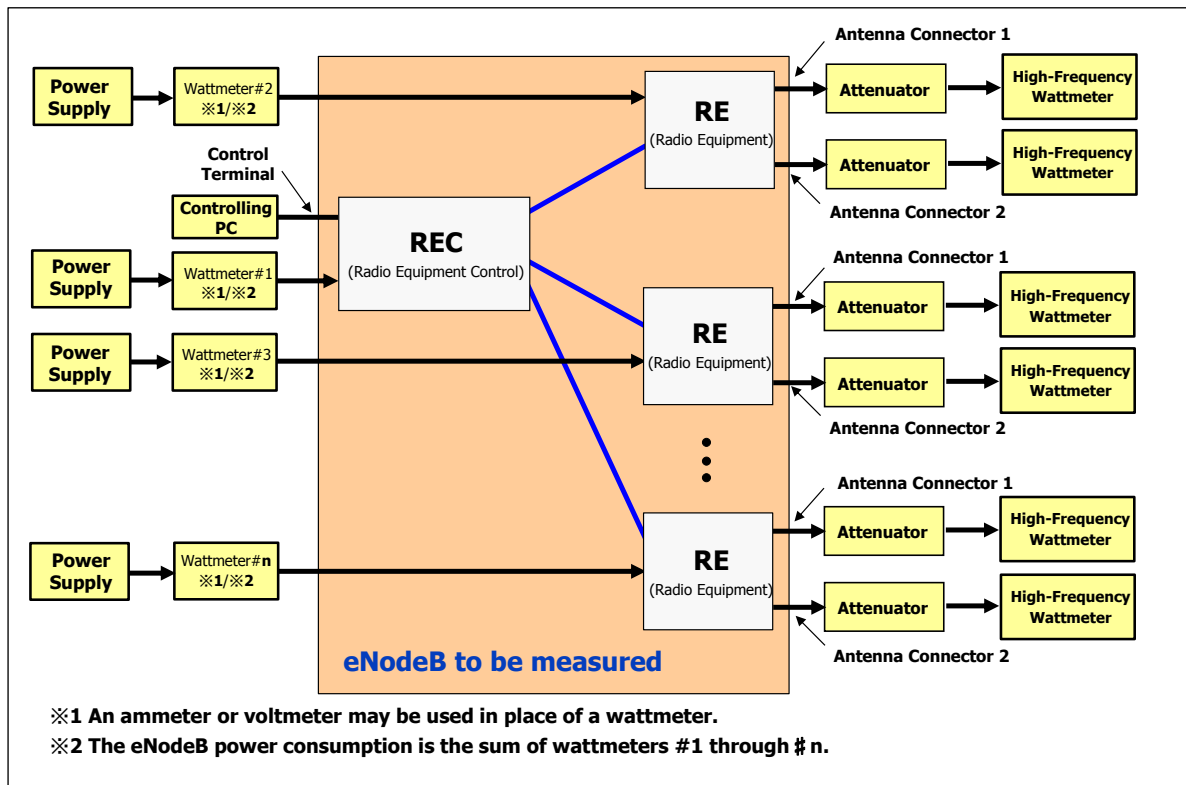 Antenna Connector 1
Power
Supply
Wattmeter#2
※1/※2
RE
(Radio Equipment)
Attenuator
High-Frequency
Wattmeter
Attenuator
High-Frequency
Wattmeter
Antenna Connector 2
Control
Terminal
Controlling
PC
REC
(Radio Equipment Control)
Power
Supply
Wattmeter#1
※1/※2
Antenna Connector 1
RE
(Radio Equipment)
Attenuator
High-Frequency
Wattmeter
Power
Supply
Wattmeter#3
※1/※2
Attenuator
High-Frequency
Wattmeter
Antenna Connector 2
Antenna Connector 1
Power
Supply
Wattmeter#n
※1/※2
RE
(Radio Equipment)
Attenuator
High-Frequency
Wattmeter
Attenuator
High-Frequency
Wattmeter
Antenna Connector 2
eNodeB to be measured
※1 An ammeter or voltmeter may be used in place of a wattmeter.
※2 The eNodeB power consumption is the sum of wattmeters #1 through ♯n.